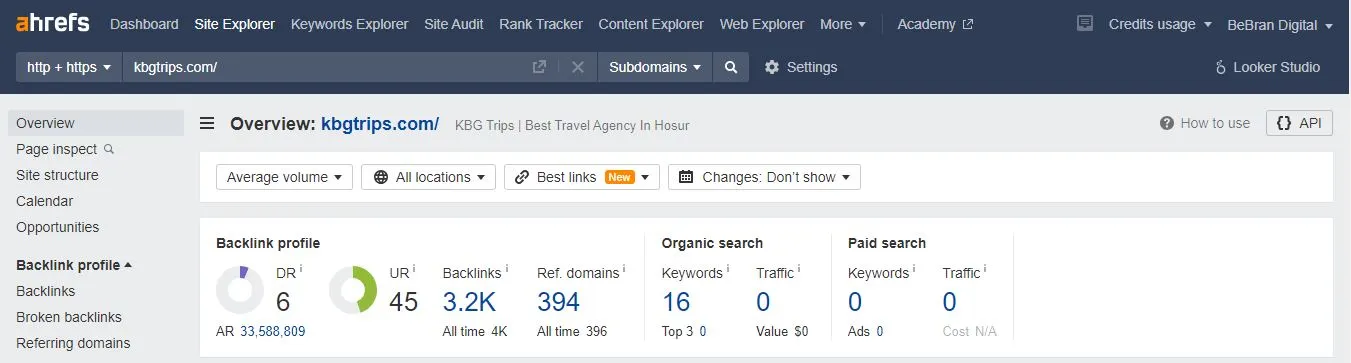 ahrefs Dashboard Site Explorer Keywords Explorer Site Audit Rank Tracker Content Explorer Web Explorer More Academy Credits usage BeBran Digital
http + https kbgtrips.com/ Subdomains Settings Looker Studio
Overview
Page inspect
Site structure
Calendar
Opportunities
Backlink profile
Backlinks
Broken backlinks
Referring domains
Overview: kbgtrips.com/ KBG Trips | Best Travel Agency In Hosur How to use {} API
Average volume All locations Best links New Changes: Don't show
Backlink profile
DR i UR i Backlinks i Ref. domains i
6 45 3.2K 394
AR 33,588,809 All time 4K All time 396
Organic search
Keywords i Traffic i
16 0
Top 3 0 Value $0
Paid search
Keywords i Traffic i
0 0
Ads 0 Cost N/A